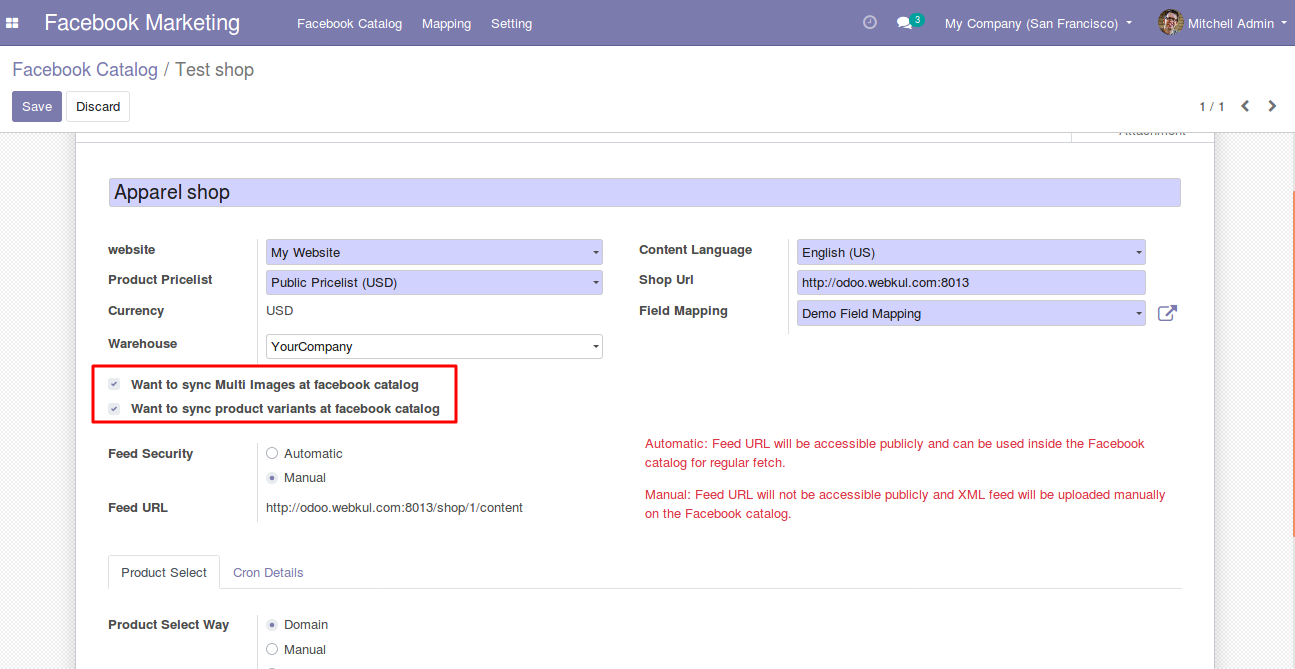 Facebook Marketing Facebook Catalog Mapping Setting 3 My Company (San Francisco) Mitchell Admin
Facebook Catalog / Test shop
Save Discard 1 / 1
Apparel shop
website My Website Content Language English (US)
Product Pricelist Public Pricelist (USD) Shop Url http://odoo.webkul.com:8013
Currency USD Field Mapping Demo Field Mapping
Warehouse YourCompany
Want to sync Multi Images at facebook catalog
Want to sync product variants at facebook catalog
Feed Security Automatic
Manual
Feed URL http://odoo.webkul.com:8013/shop/1/content
Automatic: Feed URL will be accessible publicly and can be used inside the Facebook
catalog for regular fetch.
Manual: Feed URL will not be accessible publicly and XML feed will be uploaded manually
on the Facebook catalog.
Product Select Cron Details
Product Select Way Domain
Manual